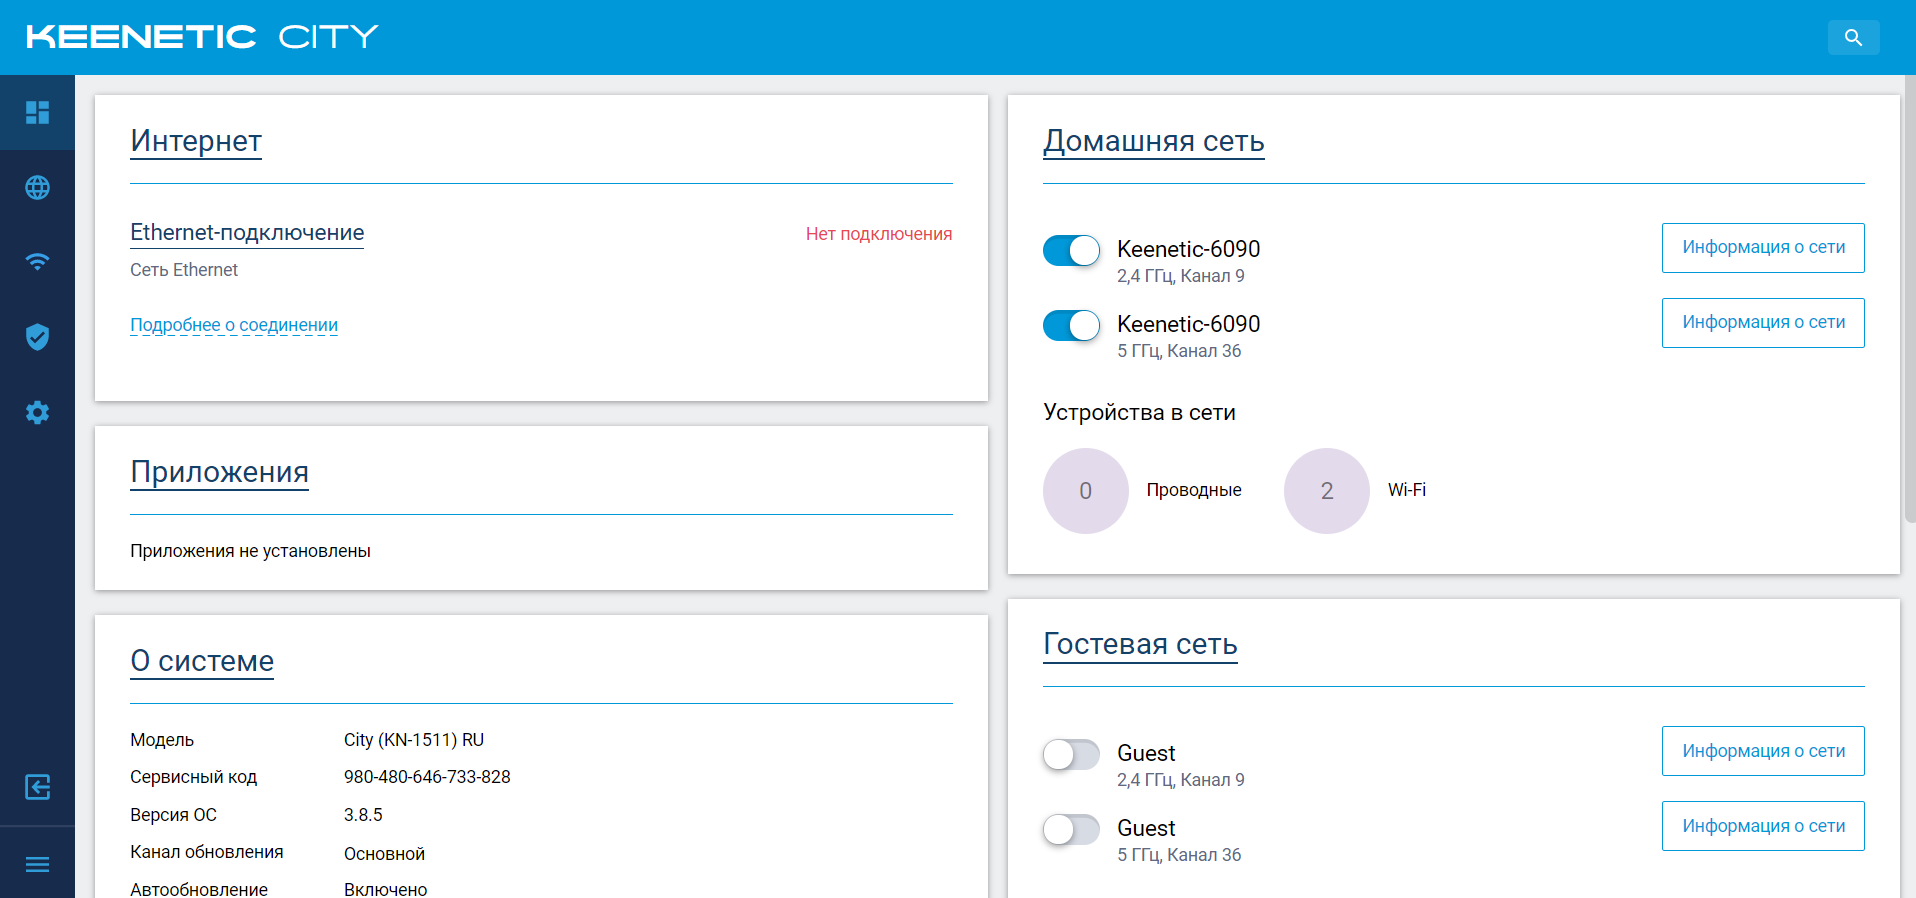 KEENETIC CITY
Интернет
Ethernet-подключение
Нет подключения
Сеть Ethernet
Подробнее о соединении
Приложения
Приложения не установлены
О системе
Модель City (KN-1511) RU
Сервисный код 980-480-646-733-828
Версия ОС 3.8.5
Канал обновления Основной
Автообновление Включено
Домашняя сеть
Keenetic-6090
2,4 ГГц, Канал 9
Информация о сети
Keenetic-6090
5 ГГц, Канал 36
Информация о сети
Устройства в сети
0 Проводные 2 Wi-Fi
Гостевая сеть
Guest
2,4 ГГц, Канал 9
Информация о сети
Guest
5 ГГц, Канал 36
Информация о сети